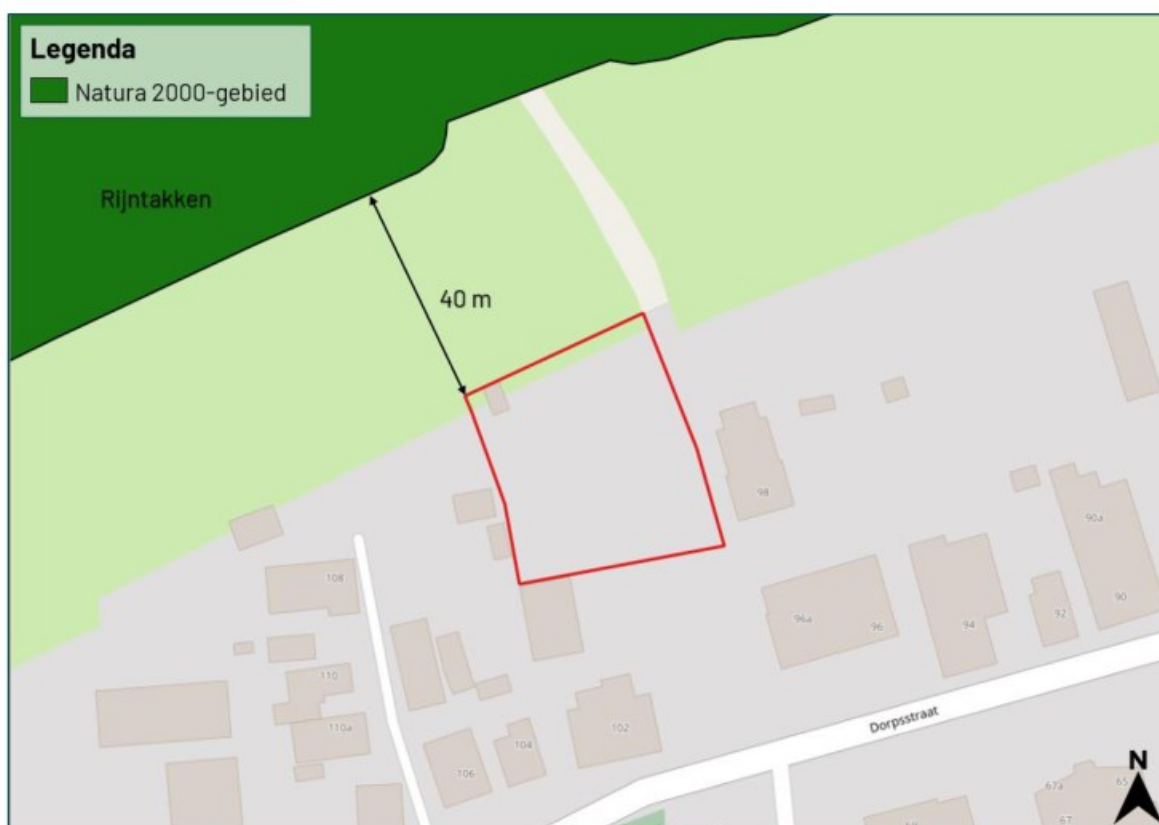 Legenda
Natura 2000-gebied
Rijntakken
40 m
98
90a
108
96a
96
94
92
90
110
110a
102
Dorpsstraat
104
106
N
67a
65
67